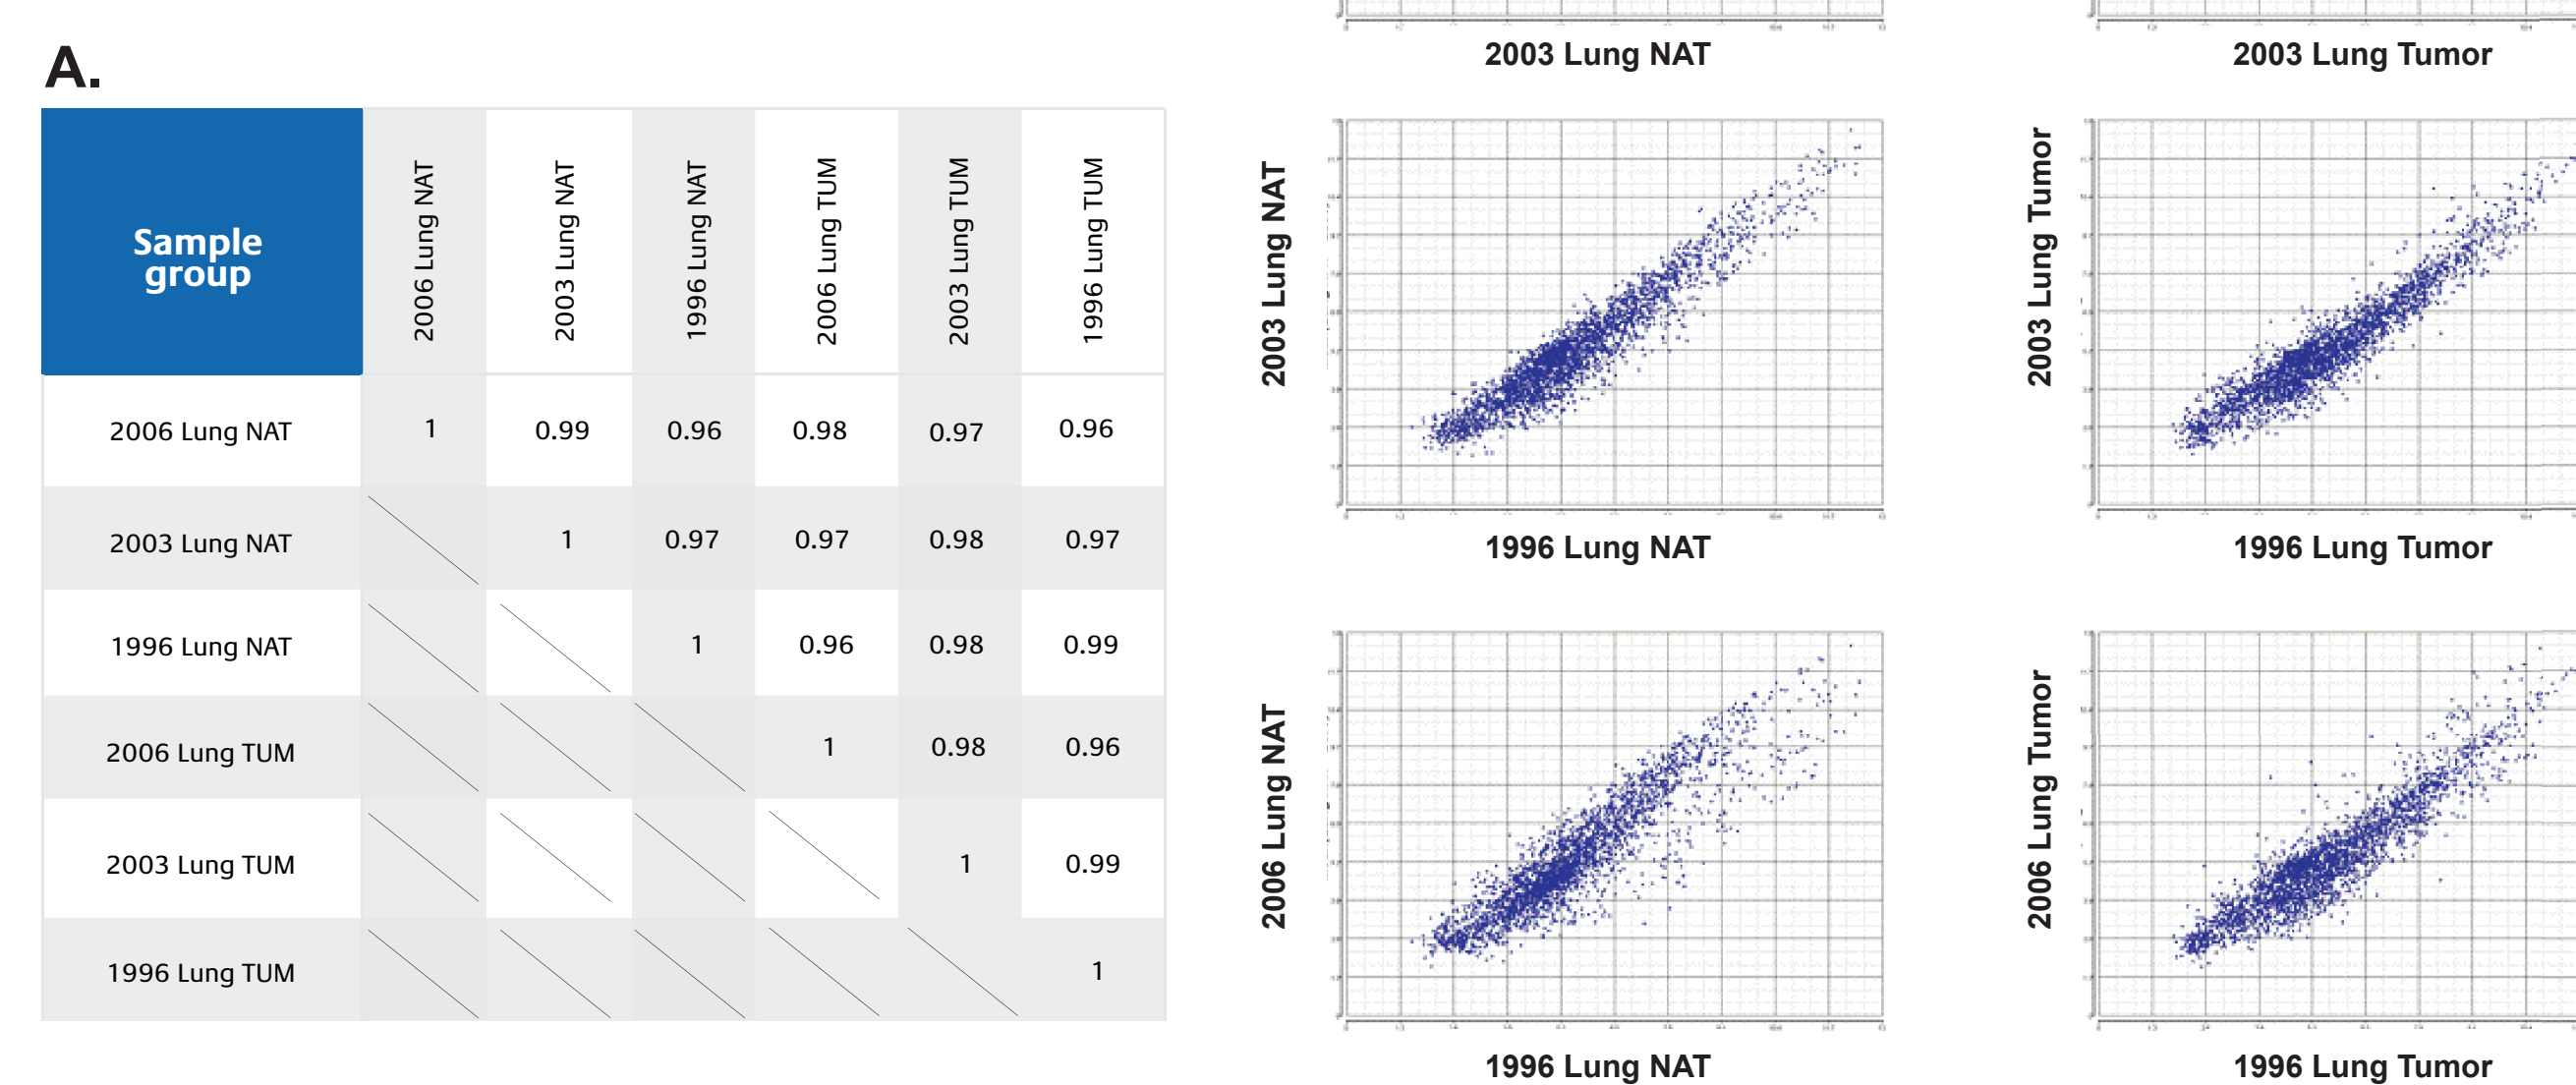 A.
Sample
group
2006 Lung NAT
2003 Lung NAT
1996 Lung NAT
2006 Lung TUM
2003 Lung TUM
1996 Lung TUM
2006 Lung NAT 1 0.99 0.96 0.98 0.97 0.96
2003 Lung NAT 1 0.97 0.97 0.98 0.97
1996 Lung NAT 1 0.96 0.98 0.99
2006 Lung TUM 1 0.98 0.96
2003 Lung TUM 1 0.99
1996 Lung TUM 1
2003 Lung NAT
2003 Lung Tumor
2003 Lung NAT
1996 Lung NAT
2003 Lung Tumor
1996 Lung Tumor
2006 Lung NAT
1996 Lung NAT
2006 Lung Tumor
1996 Lung Tumor